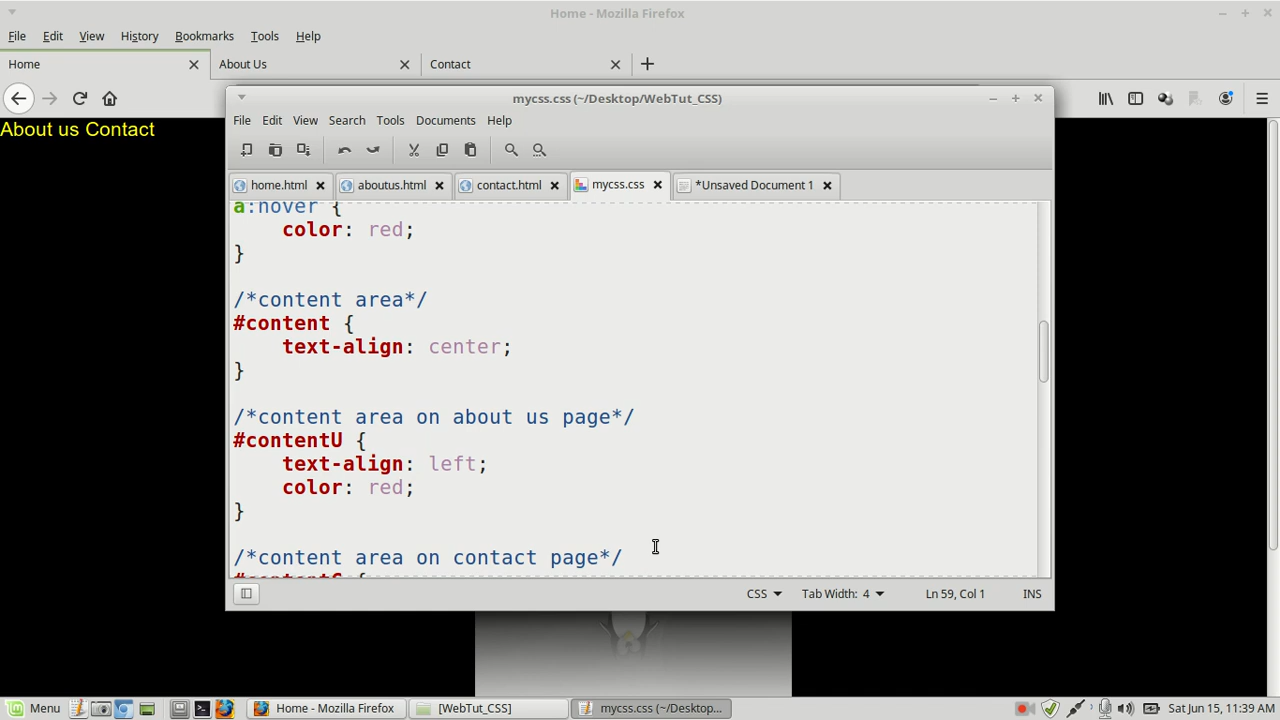 Home - Mozilla Firefox
File Edit View History Bookmarks Tools Help
Home About Us Contact
About us Contact
mycss.css (~/Desktop/WebTut_CSS)
File Edit View Search Tools Documents Help
home.html aboutus.html contact.html mycss.css *Unsaved Document 1
a:hover {
color: red;
}
/*content area*/
#content {
text-align: center;
}
/*content area on about us page*/
#contentU {
text-align: left;
color: red;
}
/*content area on contact page*/
#contentC {
CSS Tab Width: 4 Ln 59, Col 1 INS
Menu Home - Mozilla Firefox [WebTut_CSS] mycss.css (~/Desktop... Sat Jun 15, 11:39 AM